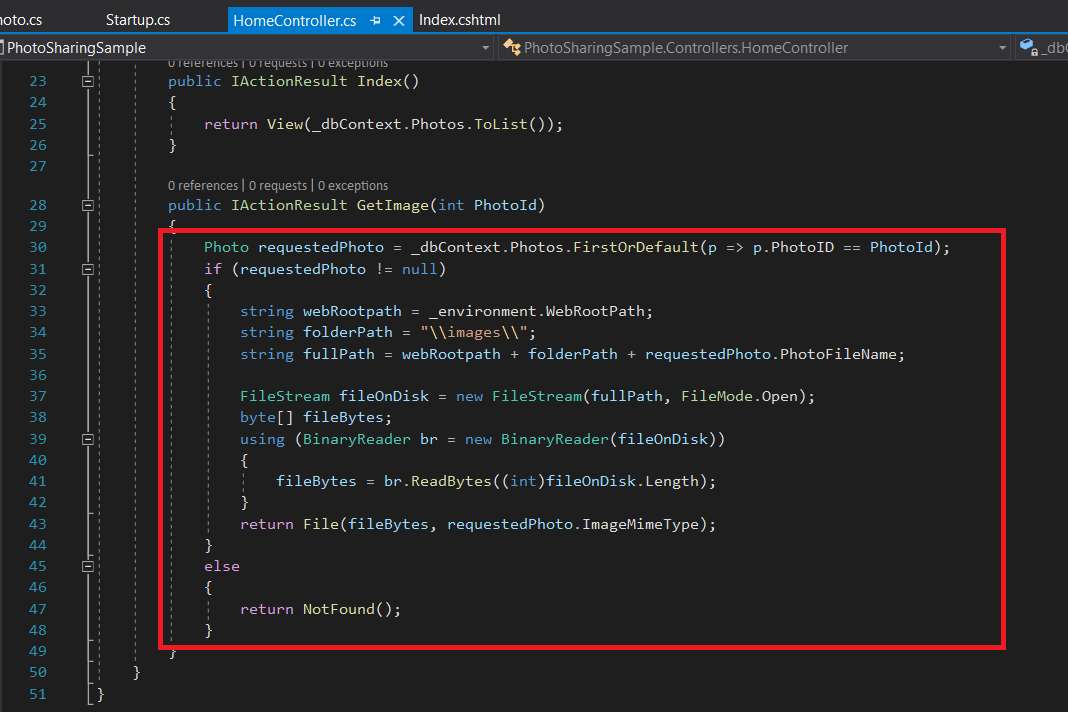 oto.cs Startup.cs HomeController.cs Index.cshtml
PhotoSharingSample PhotoSharingSample.Controllers.HomeController _dbC
0 references | 0 requests | 0 exceptions
23 public IActionResult Index()
24 {
25 return View(_dbContext.Photos.ToList());
26 }
27
0 references | 0 requests | 0 exceptions
28 public IActionResult GetImage(int PhotoId)
29 {
30 Photo requestedPhoto = _dbContext.Photos.FirstOrDefault(p => p.PhotoID == PhotoId);
31 if (requestedPhoto != null)
32 {
33 string webRootpath = _environment.WebRootPath;
34 string folderPath = "\\images\\";
35 string fullPath = webRootpath + folderPath + requestedPhoto.PhotoFileName;
36
37 FileStream fileOnDisk = new FileStream(fullPath, FileMode.Open);
38 byte[] fileBytes;
39 using (BinaryReader br = new BinaryReader(fileOnDisk))
40 {
41 fileBytes = br.ReadBytes((int)fileOnDisk.Length);
42 }
43 return File(fileBytes, requestedPhoto.ImageMimeType);
44 }
45 else
46 {
47 return NotFound();
48 }
49 }
50 }
51 }